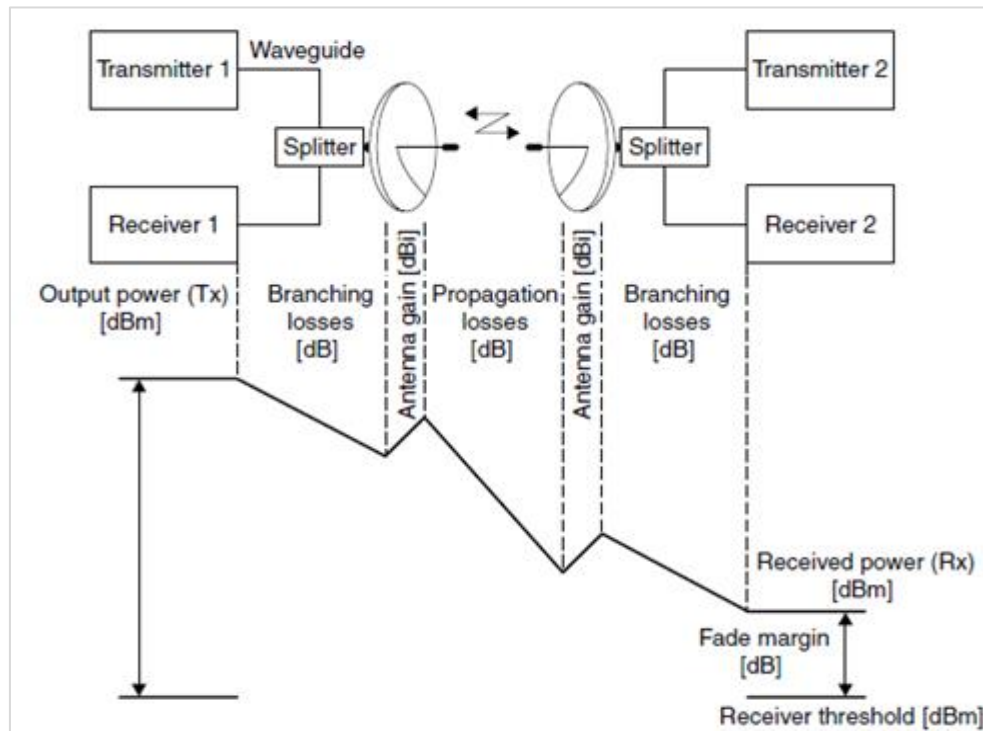 Transmitter 1
Waveguide
Transmitter 2
Splitter
Splitter
Receiver 1
Receiver 2
Output power (Tx)
[dBm]
Branching
losses
[dB]
Antenna gain [dBi]
Propagation
losses
[dB]
Antenna gain [dBi]
Branching
losses
[dB]
Received power (Rx)
[dBm]
Fade margin
[dB]
Receiver threshold [dBm]